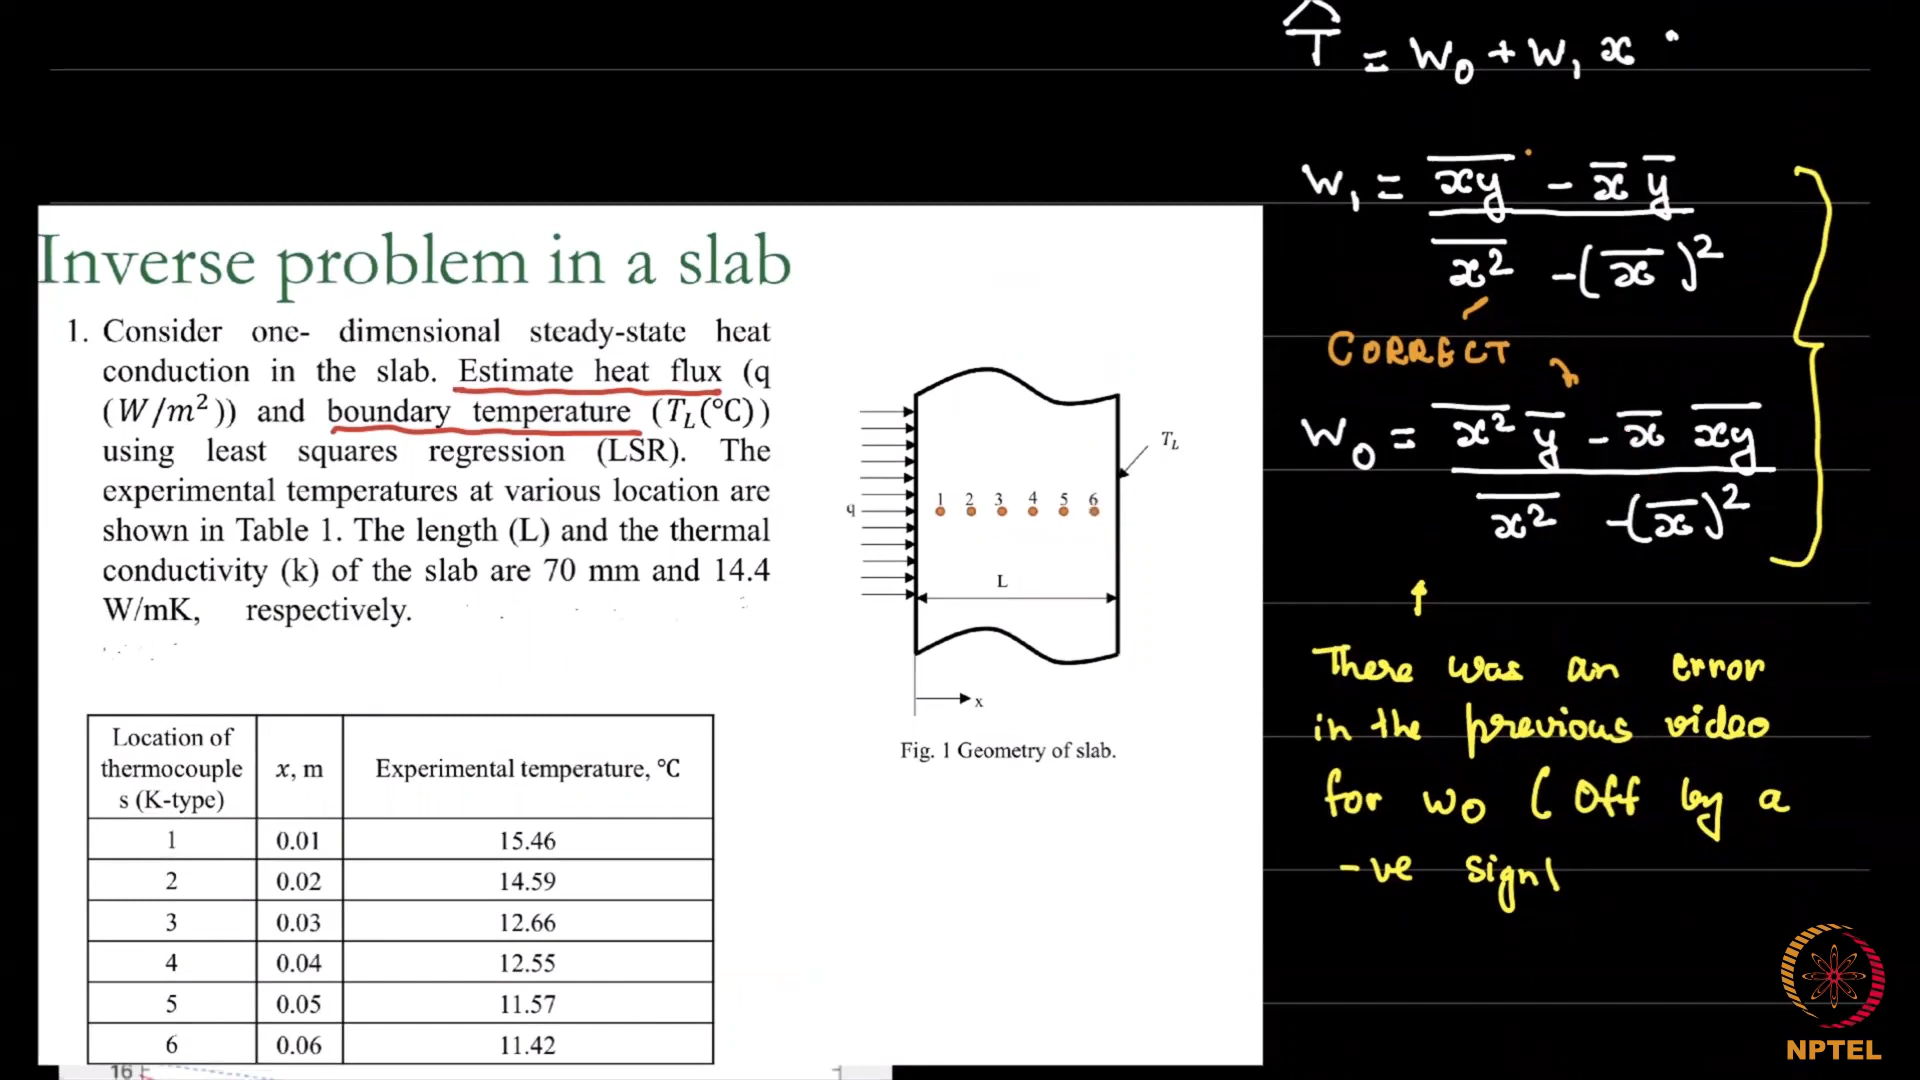 T̂ = w₀ + w₁ x
Inverse problem in a slab
1. Consider one- dimensional steady-state heat
conduction in the slab. Estimate heat flux (q
(W/m²)) and boundary temperature (T_L(°C))
using least squares regression (LSR). The
experimental temperatures at various location are
shown in Table 1. The length (L) and the thermal
conductivity (k) of the slab are 70 mm and 14.4
W/mK, respectively.
Location of
thermocouple
s (K-type)
x, m
Experimental temperature, °C
1 0.01 15.46
2 0.02 14.59
3 0.03 12.66
4 0.04 12.55
5 0.05 11.57
6 0.06 11.42
16
T_L
1 2 3 4 5 6
q
L
x
Fig. 1 Geometry of slab.
w₁ = (x̅y̅ - x̄ ȳ) / (x̅²̅ - (x̄)²)
CORRECT
w₀ = (x̅²̅ ȳ - x̄ x̅y̅) / (x̅²̅ - (x̄)²)
There was an error
in the previous video
for w₀ (Off by a
-ve sign)
NPTEL